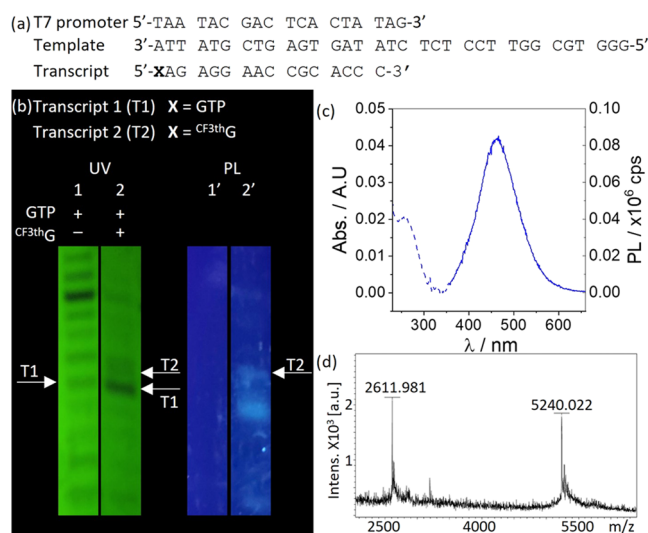 (a) T7 promoter 5′-TAA TAC GAC TCA CTA TAG-3′
Template 3′-ATT ATG CTG AGT GAT ATC TCT CCT TGG CGT GGG-5′
Transcript 5′-XAG AGG AAC CGC ACC C-3′
(b) Transcript 1 (T1) X = GTP
Transcript 2 (T2) X = CF3thG
UV PL
1 2 1′ 2′
GTP + +
CF3thG − +
T1
T2
T1
T2
(c)
Abs. / A.U
0.05
0.04
0.03
0.02
0.01
0.00
PL / x10⁶ cps
0.10
0.08
0.06
0.04
0.02
0.00
300 400 500 600
λ / nm
(d)
Intens. X10³ [a.u.]
2
1
2611.981
5240.022
2500 4000 5500 m/z